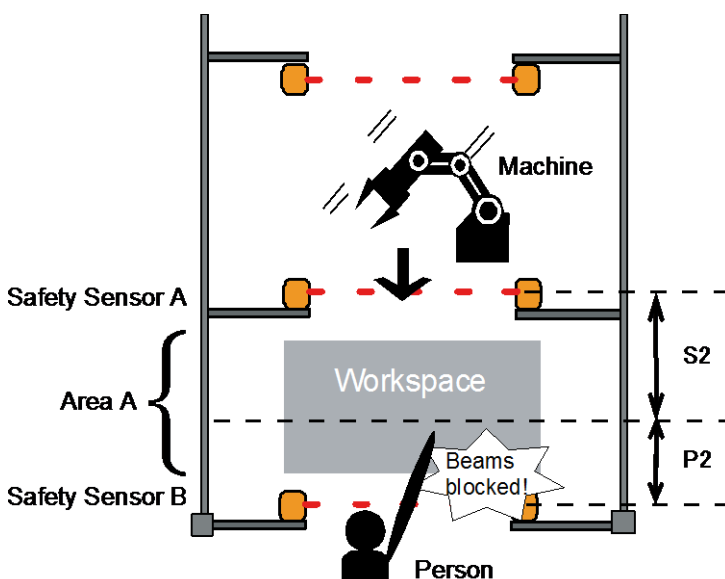 Machine
Safety Sensor A
S2
Workspace
Area A
P2
Beams
blocked!
Safety Sensor B
Person